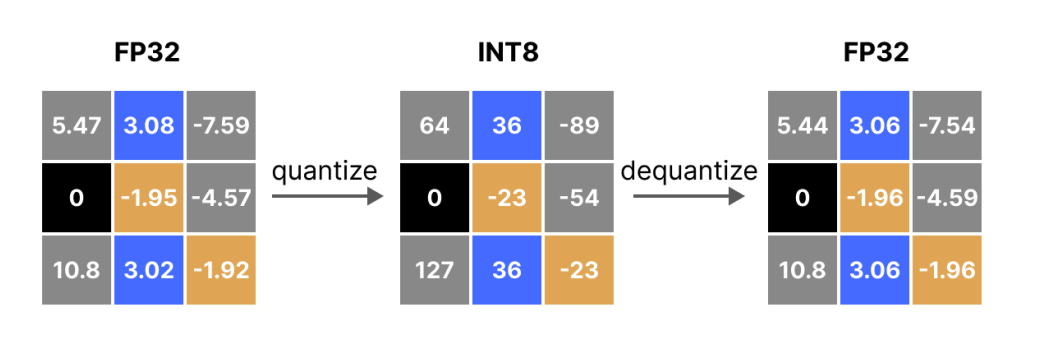 FP32 INT8 FP32
5.47 3.08 -7.59 64 36 -89 5.44 3.06 -7.54
quantize dequantize
0 -1.95 -4.57 0 -23 -54 0 -1.96 -4.59
10.8 3.02 -1.92 127 36 -23 10.8 3.06 -1.96